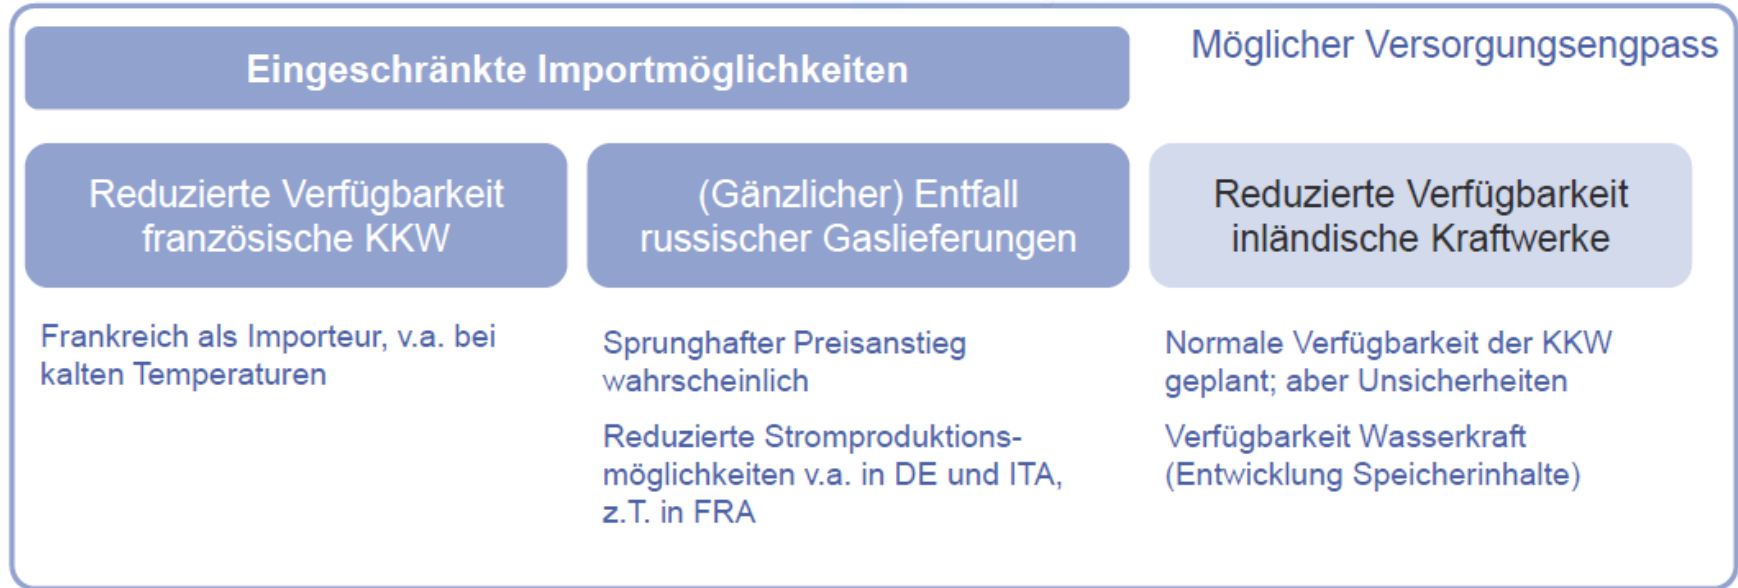 Möglicher Versorgungsengpass
Eingeschränkte Importmöglichkeiten
Reduzierte Verfügbarkeit
französische KKW
Frankreich als Importeur, v.a. bei
kalten Temperaturen
(Gänzlicher) Entfall
russischer Gaslieferungen
Sprunghafter Preisanstieg
wahrscheinlich
Reduzierte Stromproduktions-
möglichkeiten v.a. in DE und ITA,
z.T. in FRA
Reduzierte Verfügbarkeit
inländische Kraftwerke
Normale Verfügbarkeit der KKW
geplant; aber Unsicherheiten
Verfügbarkeit Wasserkraft
(Entwicklung Speicherinhalte)